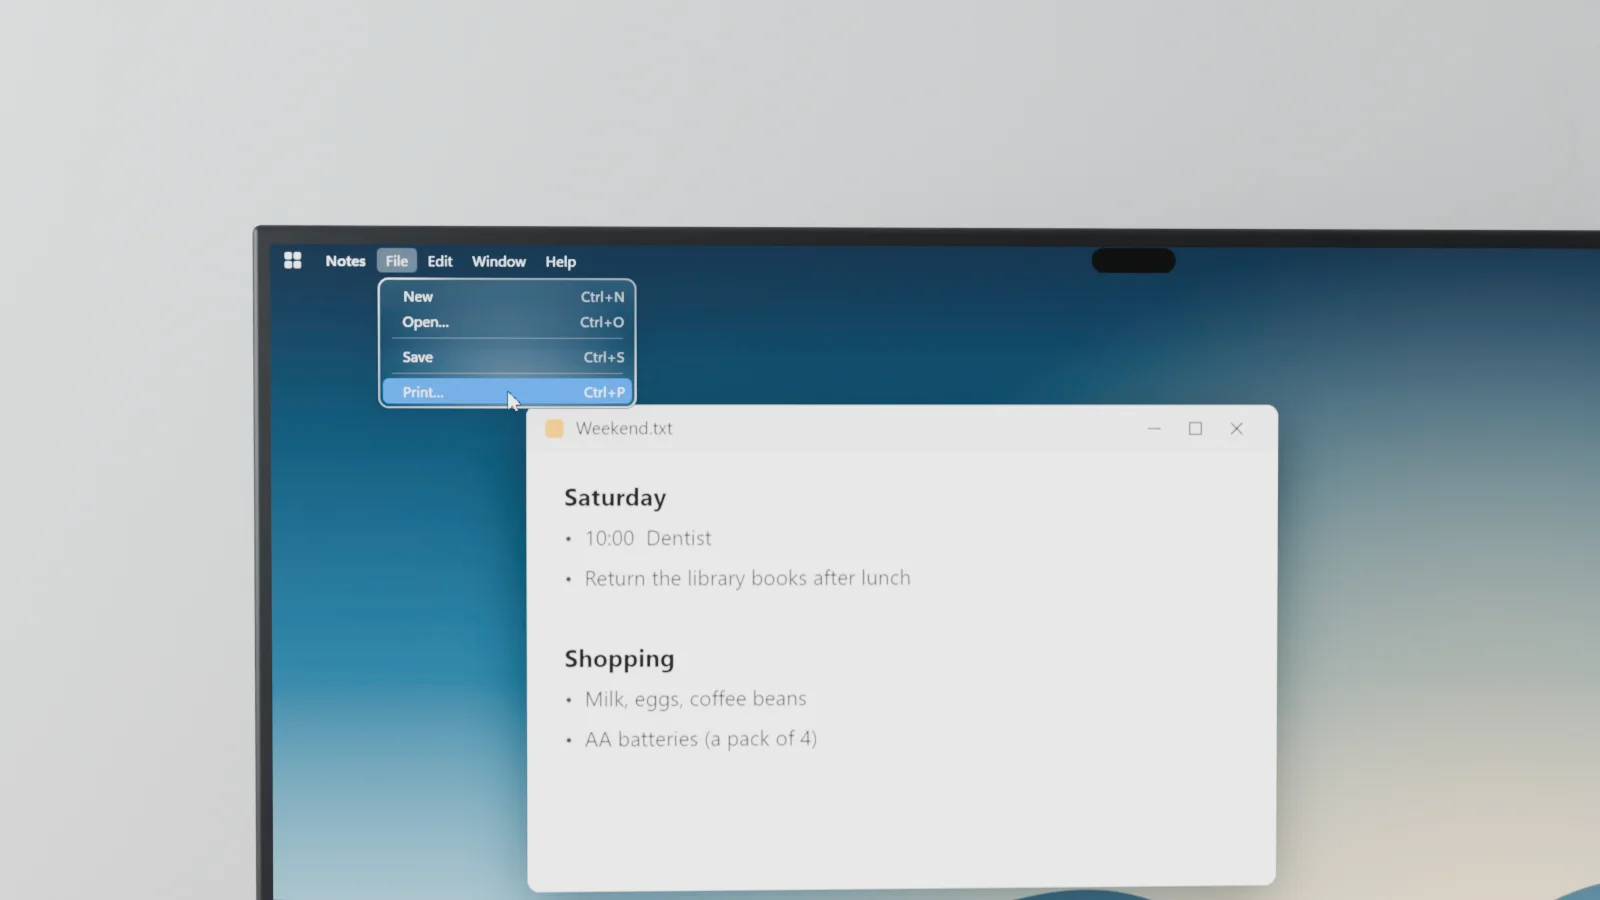 Notes File Edit Window Help
New Ctrl+N
Open... Ctrl+O
Save Ctrl+S
Print... Ctrl+P
Weekend.txt
Saturday
• 10:00 Dentist
• Return the library books after lunch
Shopping
• Milk, eggs, coffee beans
• AA batteries (a pack of 4)